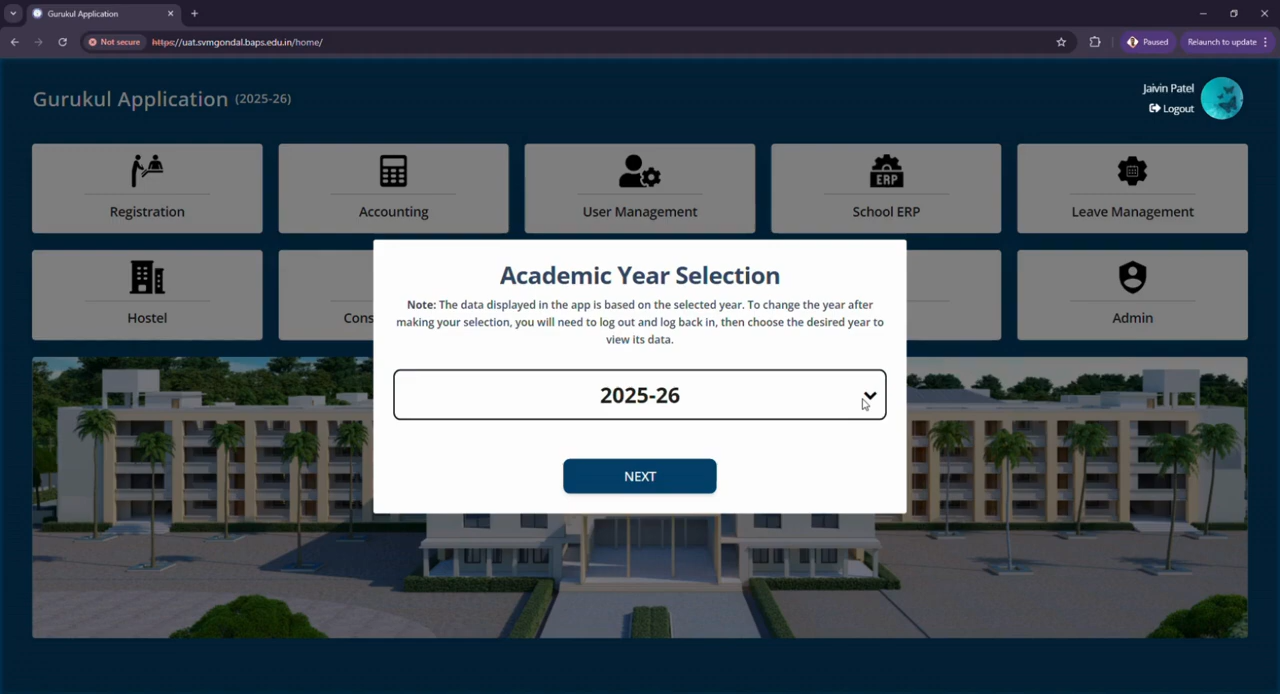 Gurukul Application
Not secure
https://uat.svmgondal.baps.edu.in/home/
Paused
Relaunch to update
Gurukul Application (2025-26)
Jaivin Patel
Logout
Registration
Accounting
User Management
ERP
School ERP
Leave Management
Hostel
Cons
Admin
Academic Year Selection
Note: The data displayed in the app is based on the selected year. To change the year after
making your selection, you will need to log out and log back in, then choose the desired year to
view its data.
2025-26
NEXT